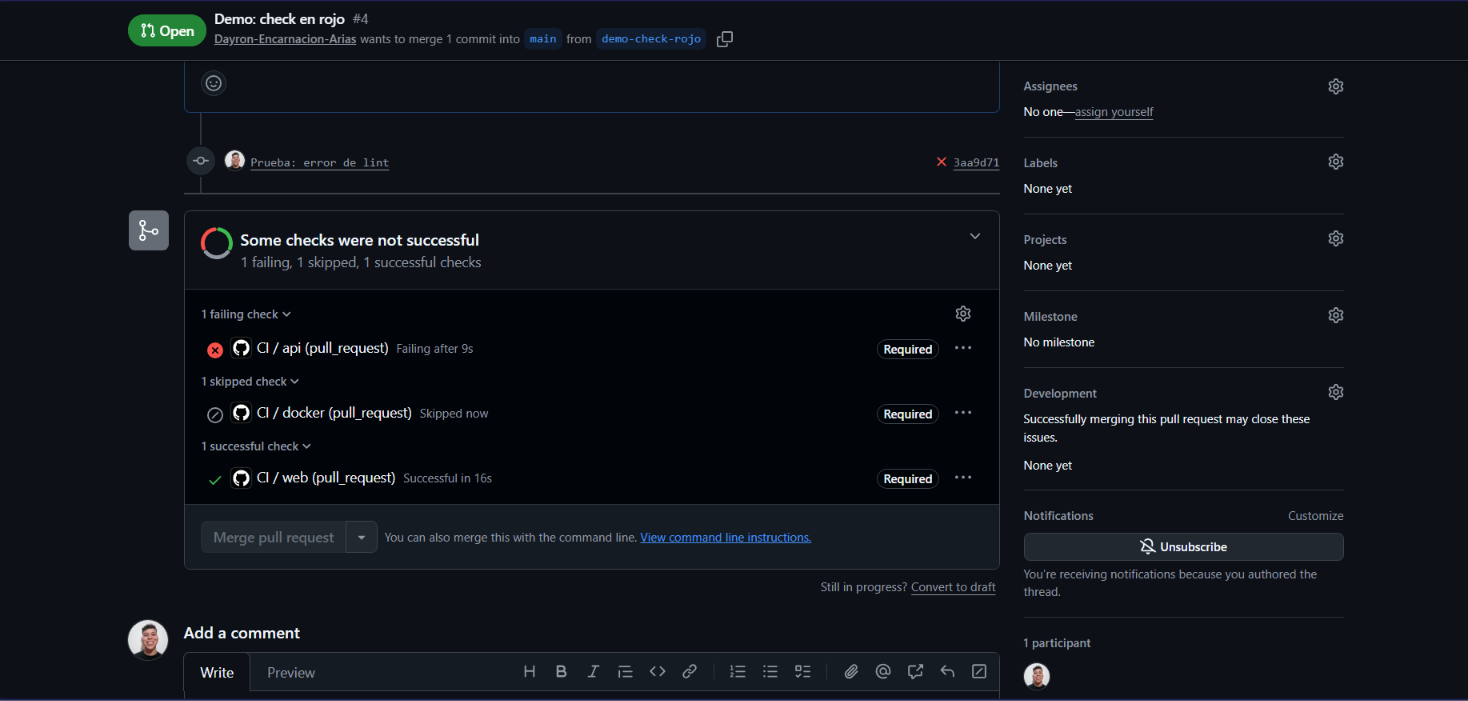 Open
Demo: check en rojo #4
Dayron-Encarnacion-Arias wants to merge 1 commit into main from demo-check-rojo
Prueba: error de lint
3aa9d71
Some checks were not successful
1 failing, 1 skipped, 1 successful checks
1 failing check
CI / api (pull_request) Failing after 9s
Required
1 skipped check
CI / docker (pull_request) Skipped now
Required
1 successful check
CI / web (pull_request) Successful in 16s
Required
Merge pull request
You can also merge this with the command line. View command line instructions.
Still in progress? Convert to draft
Add a comment
Write
Preview
Assignees
No one—assign yourself
Labels
None yet
Projects
None yet
Milestone
No milestone
Development
Successfully merging this pull request may close these
issues.
None yet
Notifications
Customize
Unsubscribe
You're receiving notifications because you authored the
thread.
1 participant